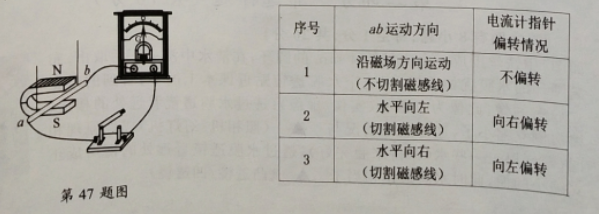 N
b
a
S
第 47 题图
序号 ab运动方向 电流计指针
偏转情况
1 沿磁场方向运动
(不切割磁感线) 不偏转
2 水平向左
(切割磁感线) 向右偏转
3 水平向右
(切割磁感线) 向左偏转